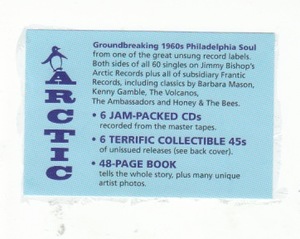 ARCTIC
Groundbreaking 1960s Philadelphia Soul
from one of the great unsung record labels.
Both sides of all 60 singles on Jimmy Bishop's
Arctic Records plus all of subsidiary Frantic
Records, including classics by Barbara Mason,
Kenny Gamble, The Volcanos,
The Ambassadors and Honey & The Bees.
• 6 JAM-PACKED CDs
recorded from the master tapes.
• 6 TERRIFIC COLLECTIBLE 45s
of unissued releases (see back cover).
• 48-PAGE BOOK
tells the whole story, plus many unique
artist photos.